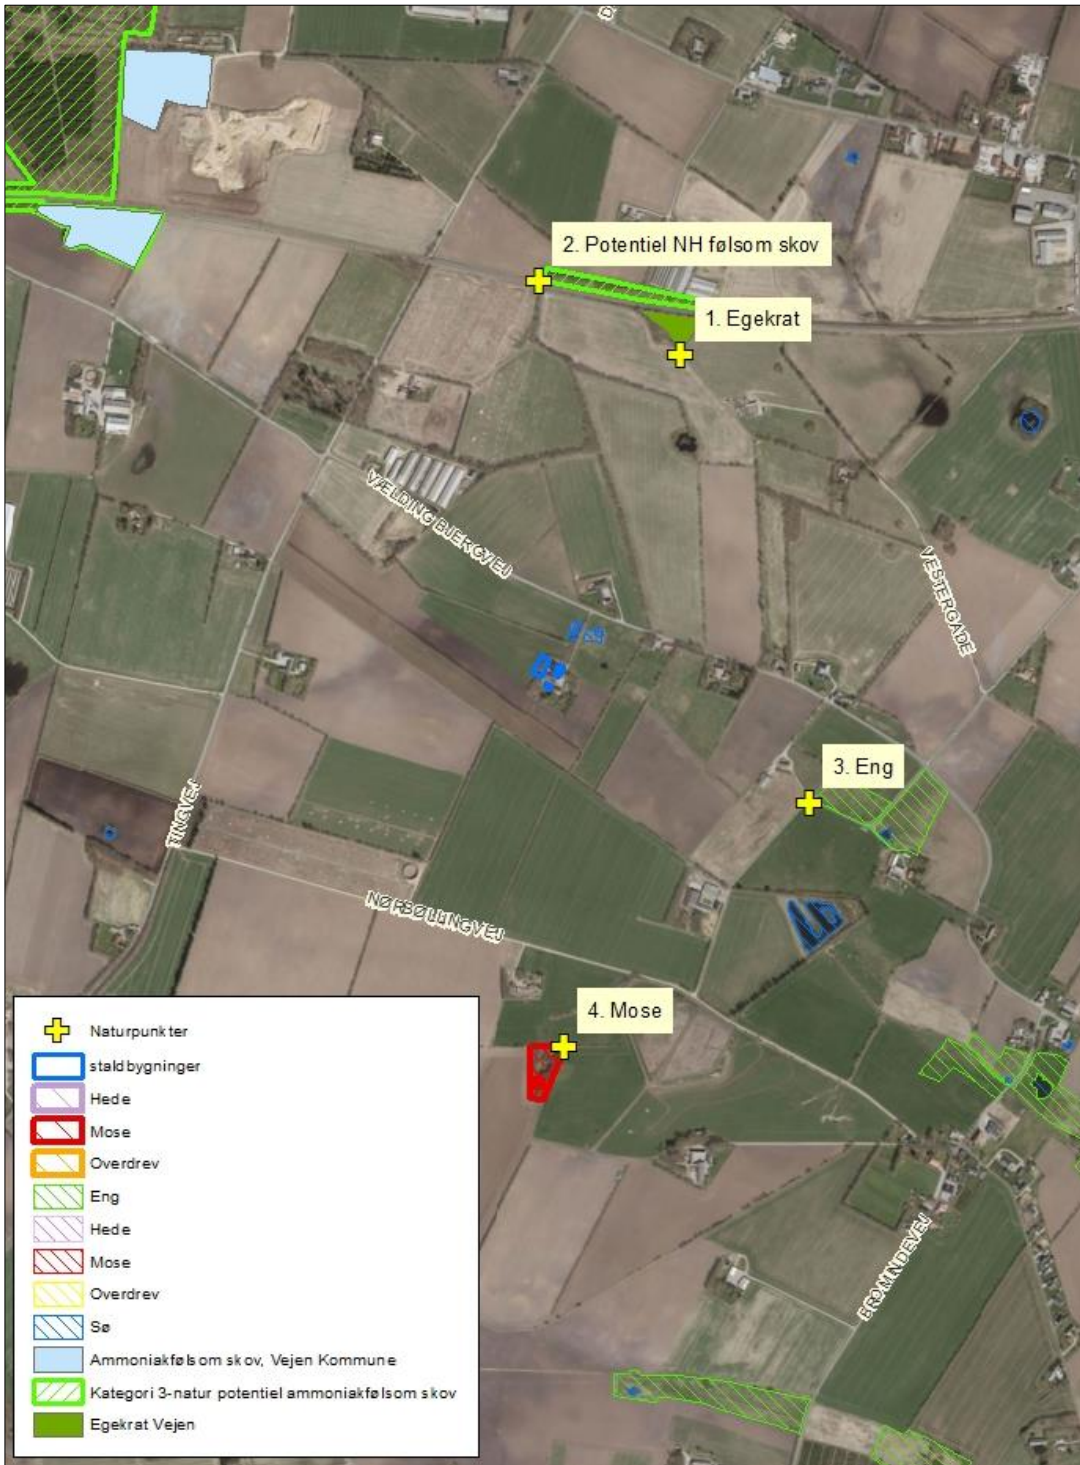 D
2. Potentiel NH følsom skov
1. Egekrat
VÆLDING BJERGVEJ
VESTERGADE
3. Eng
TINGVEJ
NØRBØLLINGVEJ
4. Mose
BRØMNDEVEJ
Naturpunkter
staldbygninger
Hede
Mose
Overdrev
Eng
Hede
Mose
Overdrev
Sø
Ammoniakfølsom skov, Vejen Kommune
Kategori 3-natur potentiel ammoniakfølsom skov
Egekrat Vejen